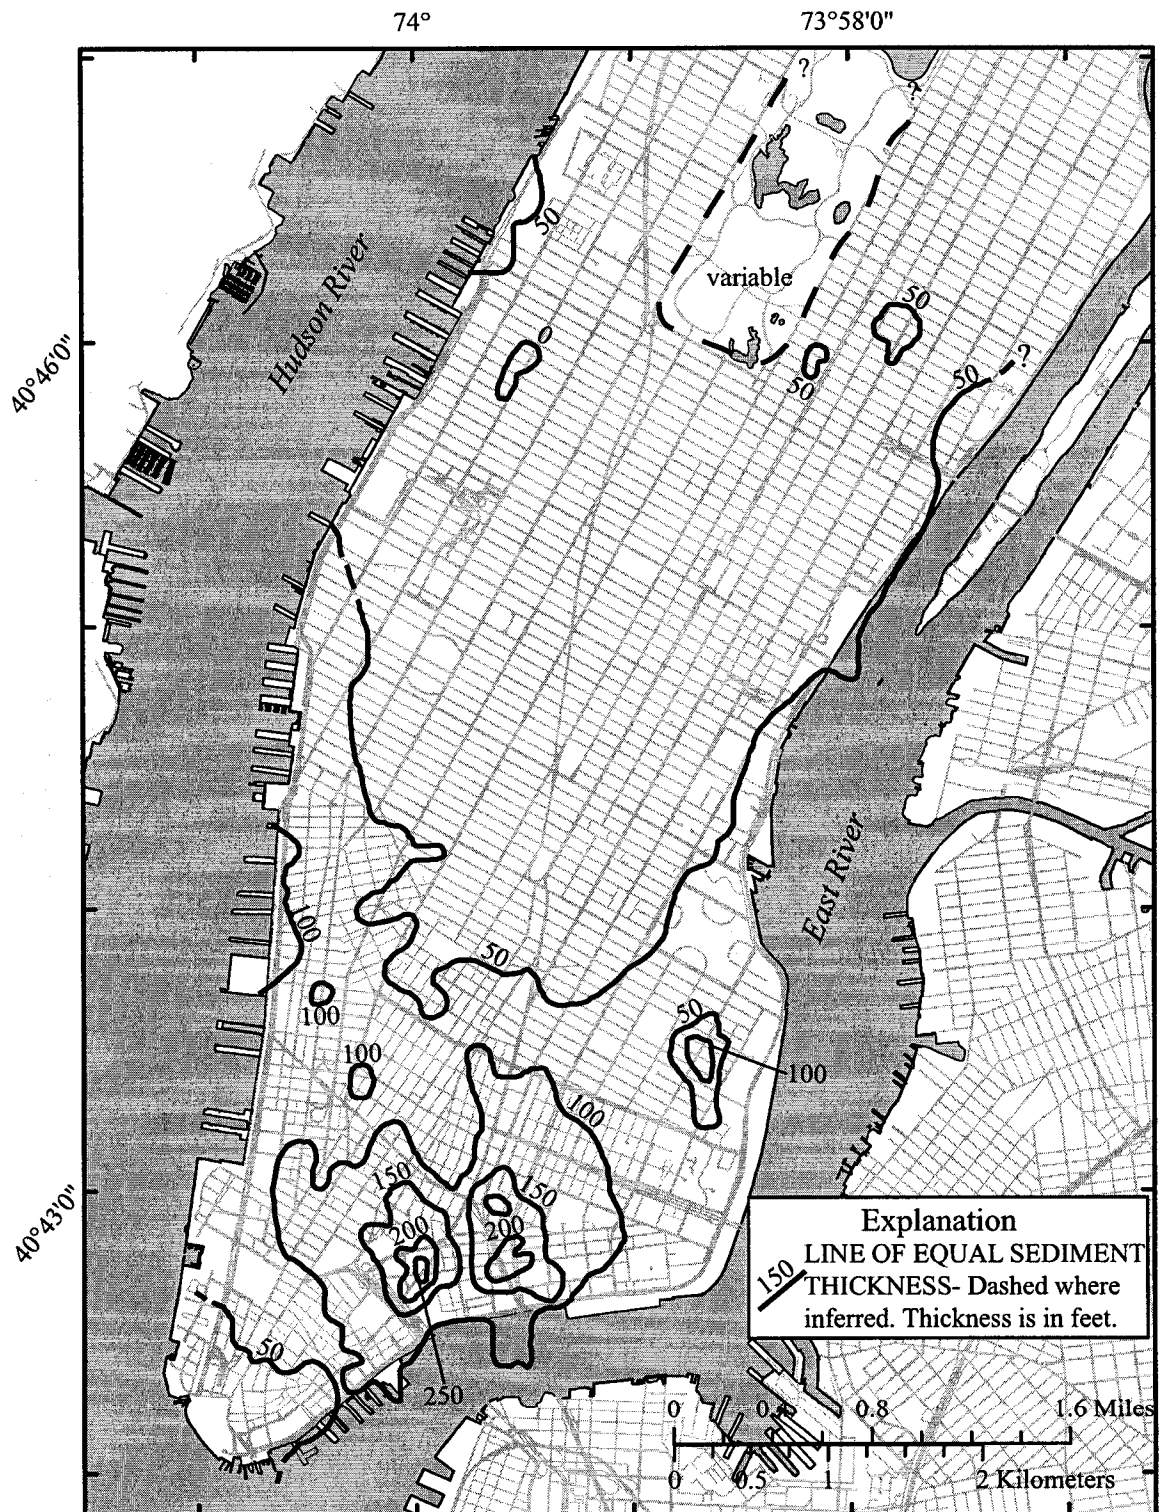 74°
73°58'0"
?
?
50
Hudson River
variable
50
0
40°46'0"
50
50
?
East River
100
50
100
50
100
100
100
150
150
40°43'0"
200
200
Explanation
150
LINE OF EQUAL SEDIMENT
THICKNESS- Dashed where
inferred. Thickness is in feet.
50
250
0 0.8 1.6 Miles
0 0.5 1 2 Kilometers